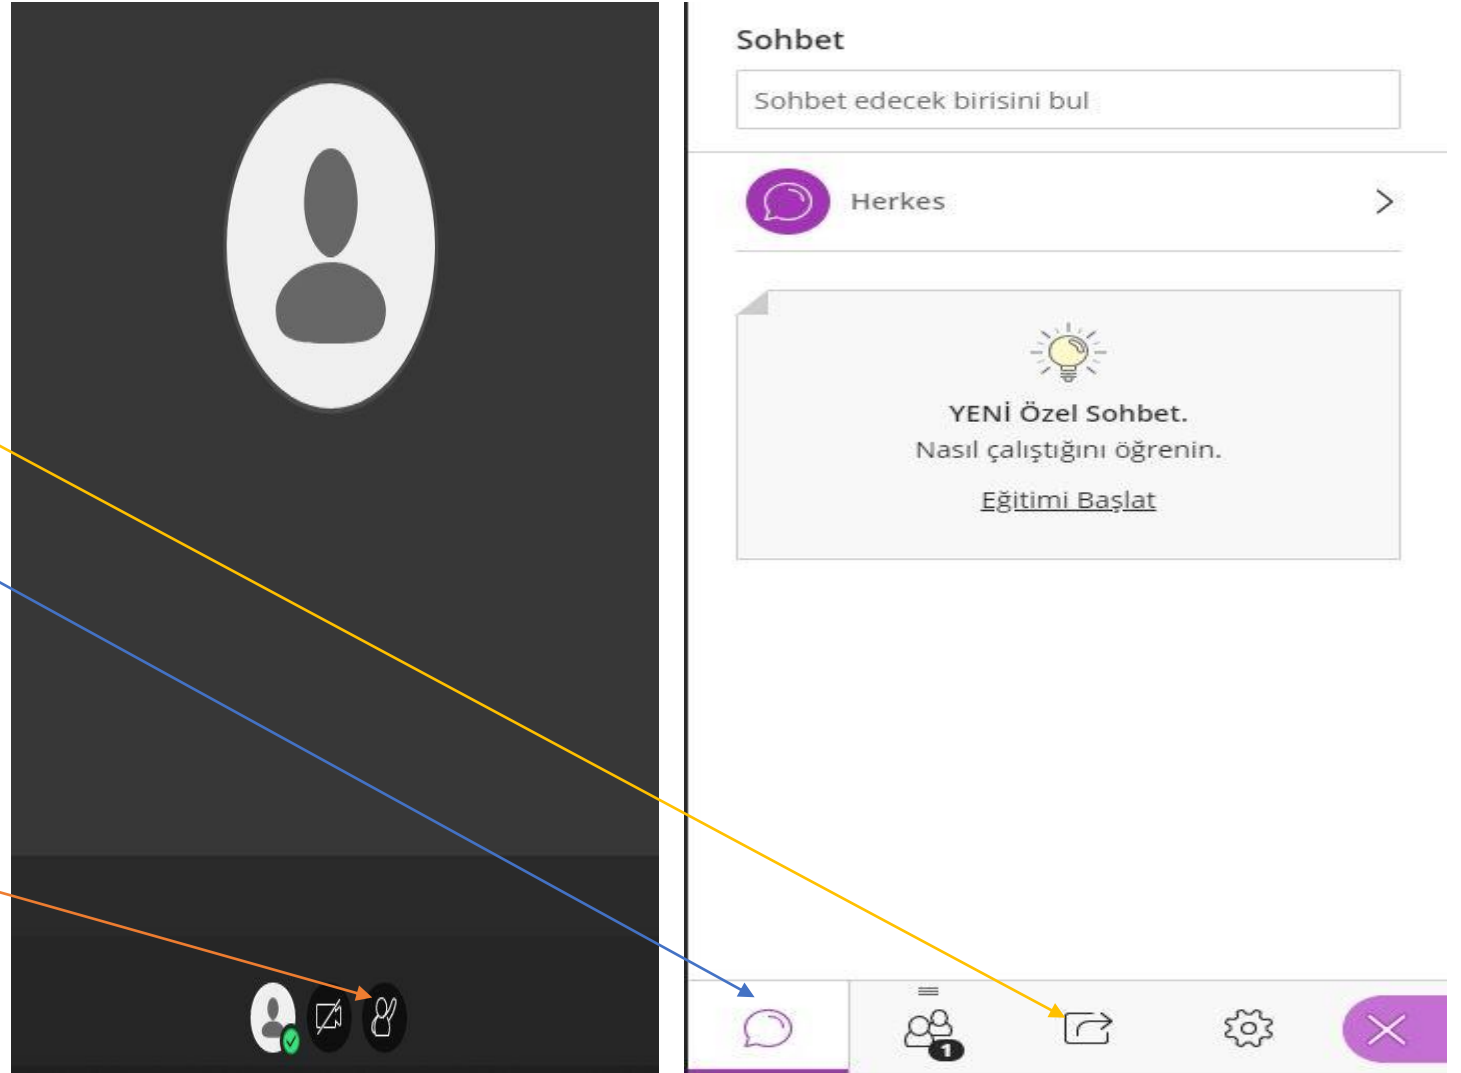 Sohbet
Sohbet edecek birisini bul
Herkes
YENİ Özel Sohbet.
Nasıl çalıştığını öğrenin.
Eğitimi Başlat
1